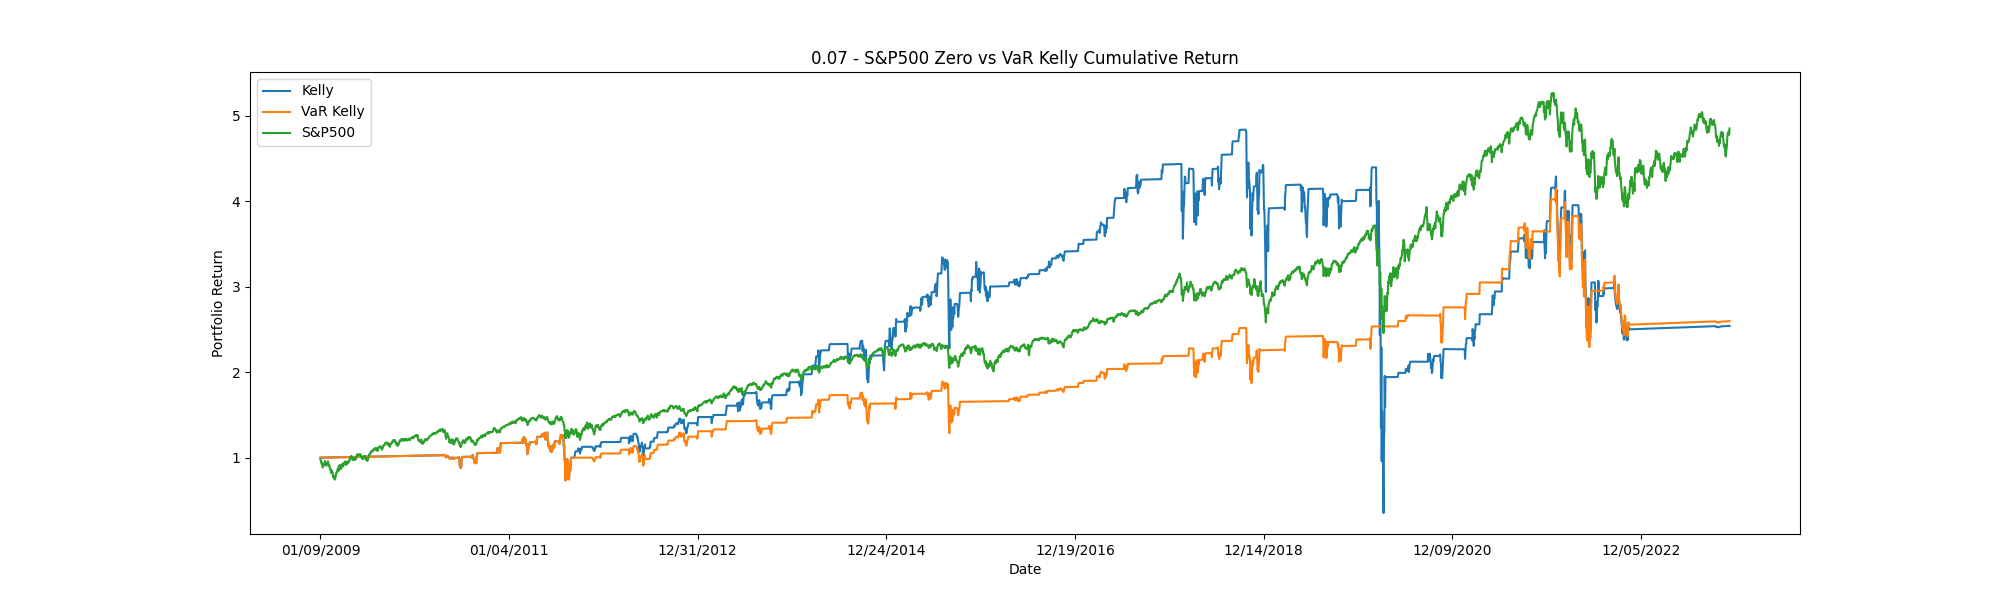 0.07 - S&P500 Zero vs VaR Kelly Cumulative Return
Kelly
VaR Kelly
S&P500
Portfolio Return
5
4
3
2
1
01/09/2009
01/04/2011
12/31/2012
12/24/2014
12/19/2016
12/14/2018
12/09/2020
12/05/2022
Date